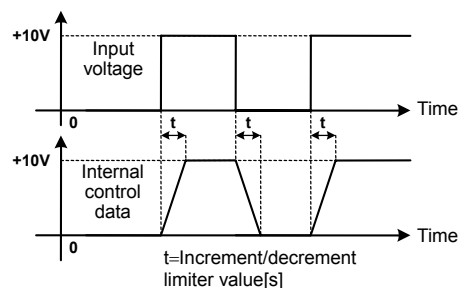 +10V
Input
voltage
0
Time
t
t
t
+10V
Internal
control
data
0
Time
t=Increment/decrement
limiter value[s]